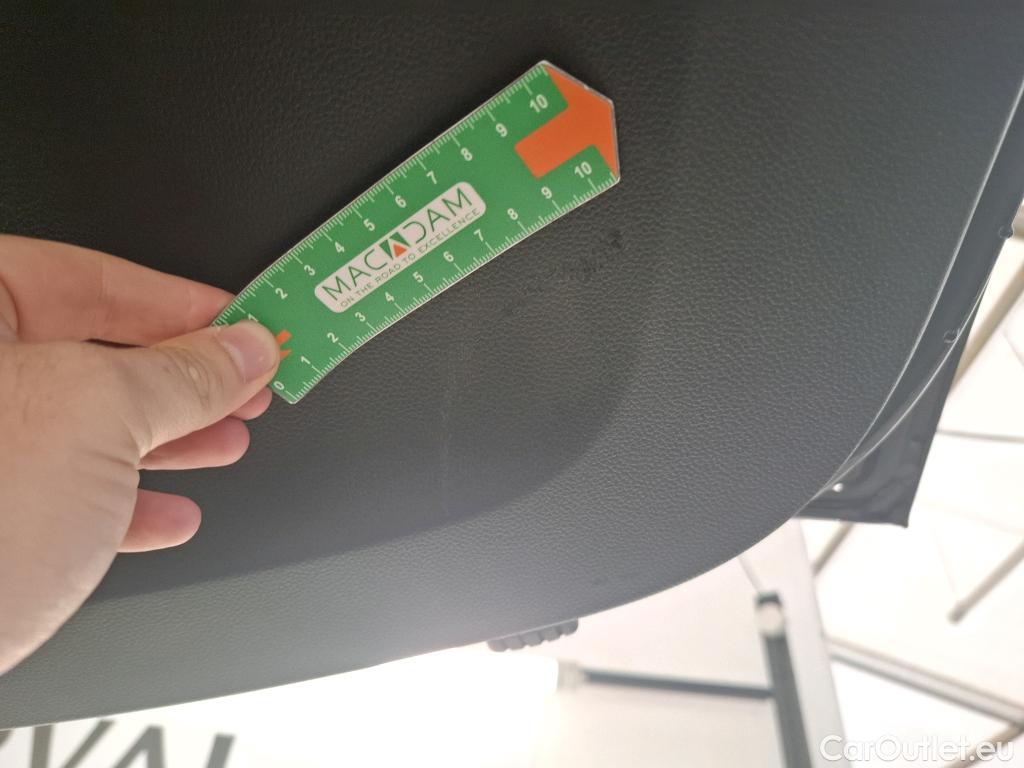 1 2 3 4 5 6 7 8 9 10
MACADAM
ON THE ROAD TO EXCELLENCE
0 1 2 3 4 5 6 7 8 9 10
VAL
CarOutlet.eu